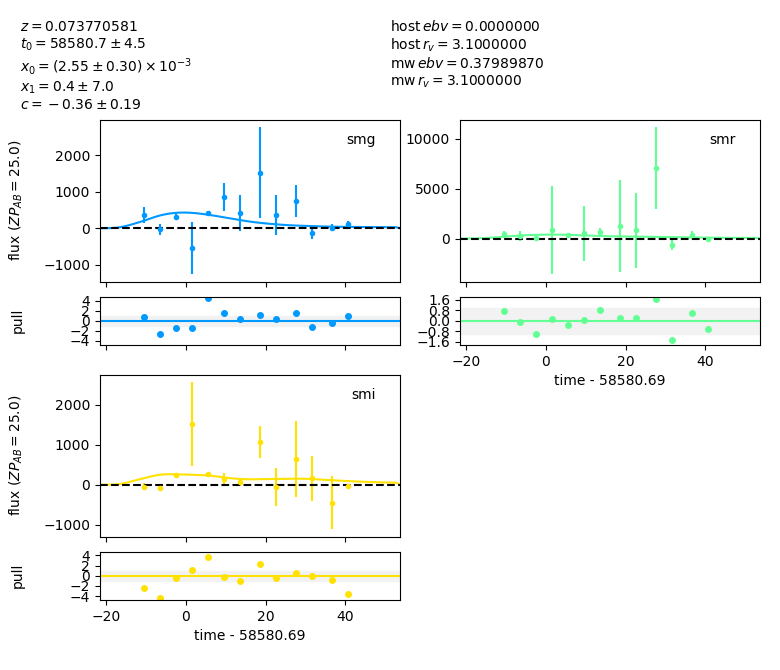 z = 0.073770581
t₀ = 58580.7 ± 4.5
x₀ = (2.55 ± 0.30) × 10⁻³
x₁ = 0.4 ± 7.0
c = −0.36 ± 0.19
host ebv = 0.0000000
host r_v = 3.1000000
mw ebv = 0.37989870
mw r_v = 3.1000000
smg
flux (ZP_AB = 25.0)
2000
1000
0
−1000
pull
4
2
0
−2
−4
smr
10000
5000
0
1.6
0.8
0.0
−0.8
−1.6
−20
0
20
40
time - 58580.69
smi
flux (ZP_AB = 25.0)
2000
1000
0
−1000
pull
4
2
0
−2
−4
−20
0
20
40
time - 58580.69